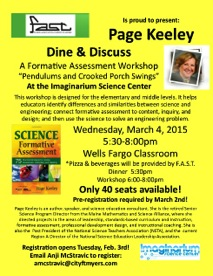 fast
Is proud to present:
Page Keeley
Dine & Discuss
A Formative Assessment Workshop
"Pendulums and Crooked Porch Swings"
At the Imaginarium Science Center
This workshop is designed for the elementary and middle levels. It helps
educators identify differences and similarities between science and
engineering; connect formative assessment to content, inquiry, and
design; and then use the science to solve an engineering problem.
SCIENCE
Formative
Assessment
Wednesday, March 4, 2015
5:30-8:00pm
Wells Fargo Classroom
*Pizza & beverages will be provided by F.A.S.T.
Dinner 5:30pm
Workshop 6:00-8:00pm
Only 40 seats available!
Pre-registration required by March 2nd!
Page Keeley is an author, speaker, and science education consultant. She is the retired Senior
Science Program Director from the Maine Mathematics and Science Alliance, where she
directed projects in the areas of leadership, standards-based curriculum and instruction,
formative assessment, professional development design, and instructional coaching. She is
also the Past President of the National Science Teachers Association (NSTA), and the current
Region Director of the National Science Education Leadership Association.
Registration opens Tuesday, Feb. 3rd!
Email Anji McStravic to register:
amcstravic@cityftmyers.com
Imaginarium